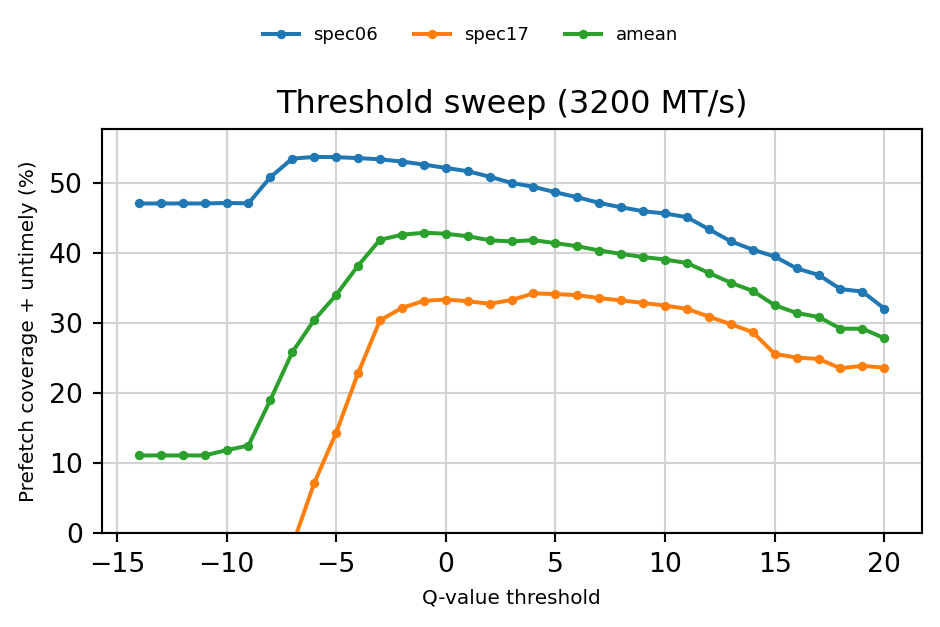 spec06 spec17 amean
Threshold sweep (3200 MT/s)
Prefetch coverage + untimely (%)
50
40
30
20
10
0
−15 −10 −5 0 5 10 15 20
Q-value threshold